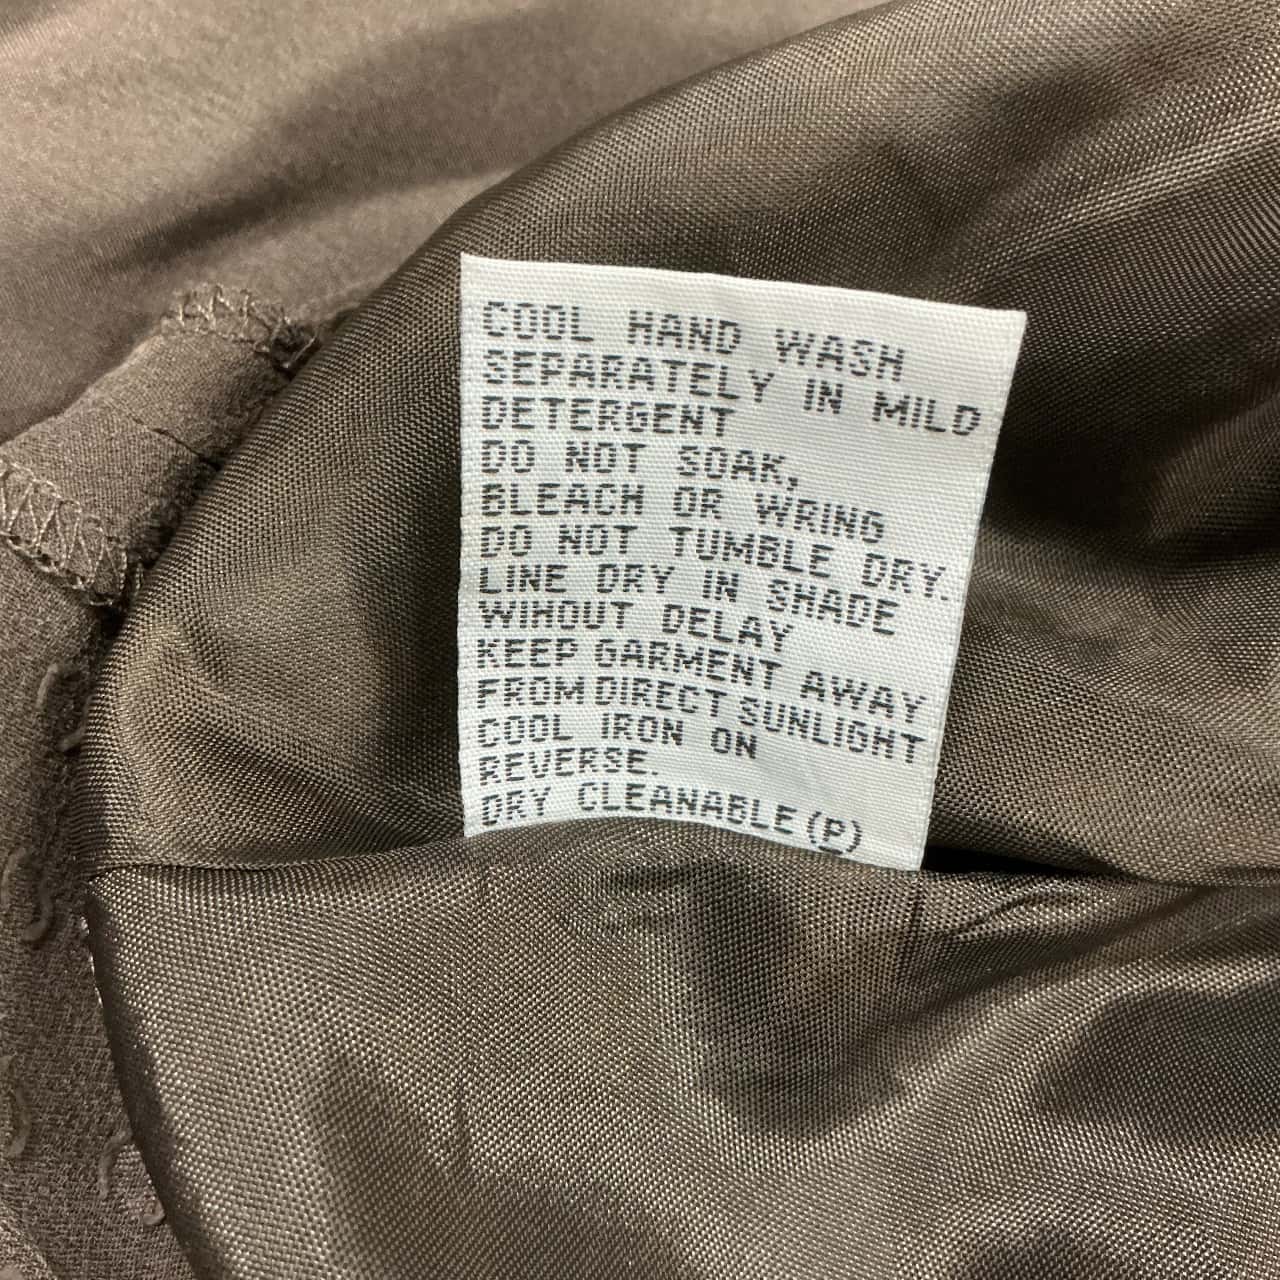 COOL HAND WASH
SEPARATELY IN MILD
DETERGENT
DO NOT SOAK,
BLEACH OR WRING
DO NOT TUMBLE DRY.
LINE DRY IN SHADE
WIHOUT DELAY
KEEP GARMENT AWAY
FROM DIRECT SUNLIGHT
COOL IRON ON
REVERSE.
DRY CLEANABLE (P)